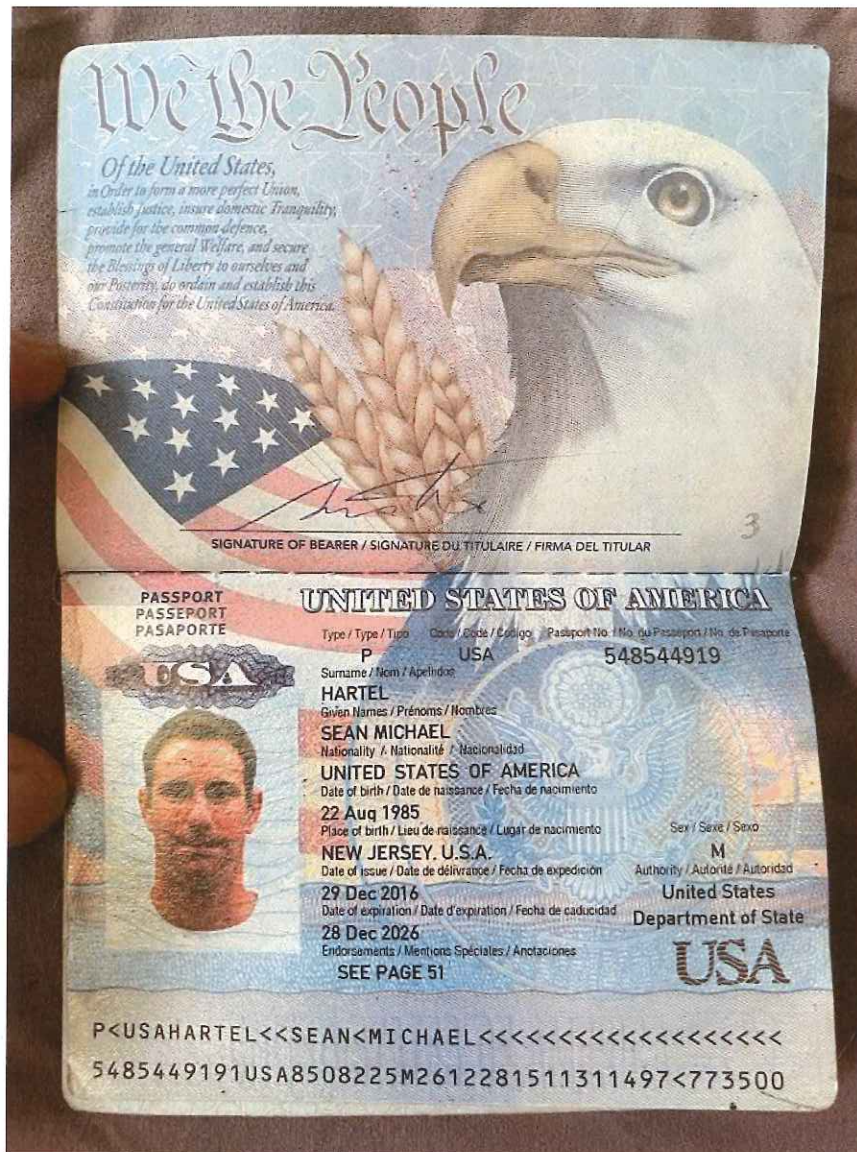 We the People
Of the United States,
in Order to form a more perfect Union,
establish Justice, insure domestic Tranquility,
provide for the common defence,
promote the general Welfare, and secure
the Blessings of Liberty to ourselves and
our Posterity, do ordain and establish this
Constitution for the United States of America.
3
SIGNATURE OF BEARER / SIGNATURE DU TITULAIRE / FIRMA DEL TITULAR
PASSPORT
PASSEPORT
PASAPORTE
USA
UNITED STATES OF AMERICA
Type / Type / Tipo Code / Code / Codigo Passport No. / No. du Passeport / No. de Pasaporte
P USA 548544919
Surname / Nom / Apellidos
HARTEL
Given Names / Prénoms / Nombres
SEAN MICHAEL
Nationality / Nationalité / Nacionalidad
UNITED STATES OF AMERICA
Date of birth / Date de naissance / Fecha de nacimiento
22 Aug 1985
Place of birth / Lieu de naissance / Lugar de nacimiento Sex / Sexe / Sexo
NEW JERSEY, U.S.A. M
Date of issue / Date de délivrance / Fecha de expedición Authority / Autorité / Autoridad
29 Dec 2016 United States
Date of expiration / Date d'expiration / Fecha de caducidad Department of State
28 Dec 2026
Endorsements / Mentions Spéciales / Anotaciones
SEE PAGE 51
USA
P<USAHARTEL<<SEAN<MICHAEL<<<<<<<<<<<<<<<<<<<
5485449191USA8508225M2612281511311497<773500